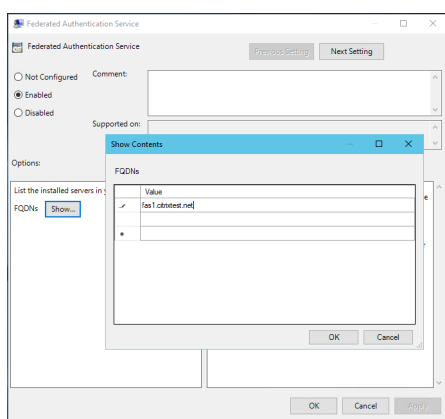 Federated Authentication Service
Federated Authentication Service
Previous Setting
Next Setting
Not Configured
Comment:
Enabled
Disabled
Supported on:
Options:
List the installed servers in
FQDNs
Show...
Show Contents
FQDNs
Value
fas1.citrixtest.net
OK
Cancel
OK
Cancel
Apply